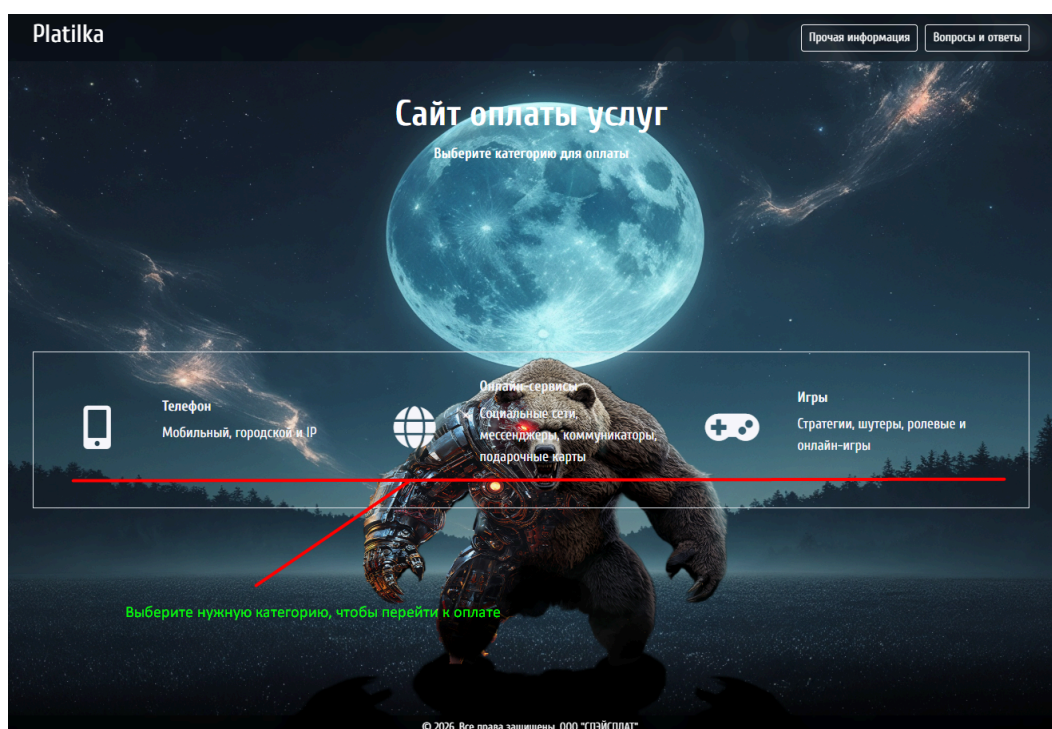 Platilka
Прочая информация
Вопросы и ответы
Сайт оплаты услуг
Выберите категорию для оплаты
Телефон
Мобильный, городской и IP
Онлайн-сервисы
Социальные сети,
мессенджеры, коммуникаторы,
подарочные карты
Игры
Стратегии, шутеры, ролевые и
онлайн-игры
Выберите нужную категорию, чтобы перейти к оплате
© 2026. Все права защищены. ООО "СПЭЙСПЛАТ"